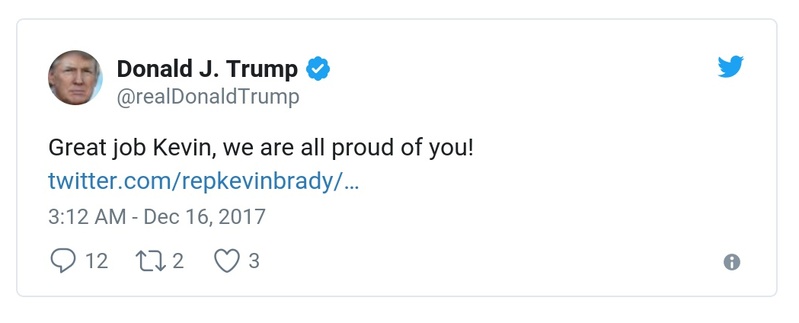 Donald J. Trump
@realDonaldTrump
Great job Kevin, we are all proud of you!
twitter.com/repkevinbrady/…
3:12 AM - Dec 16, 2017
12 2 3